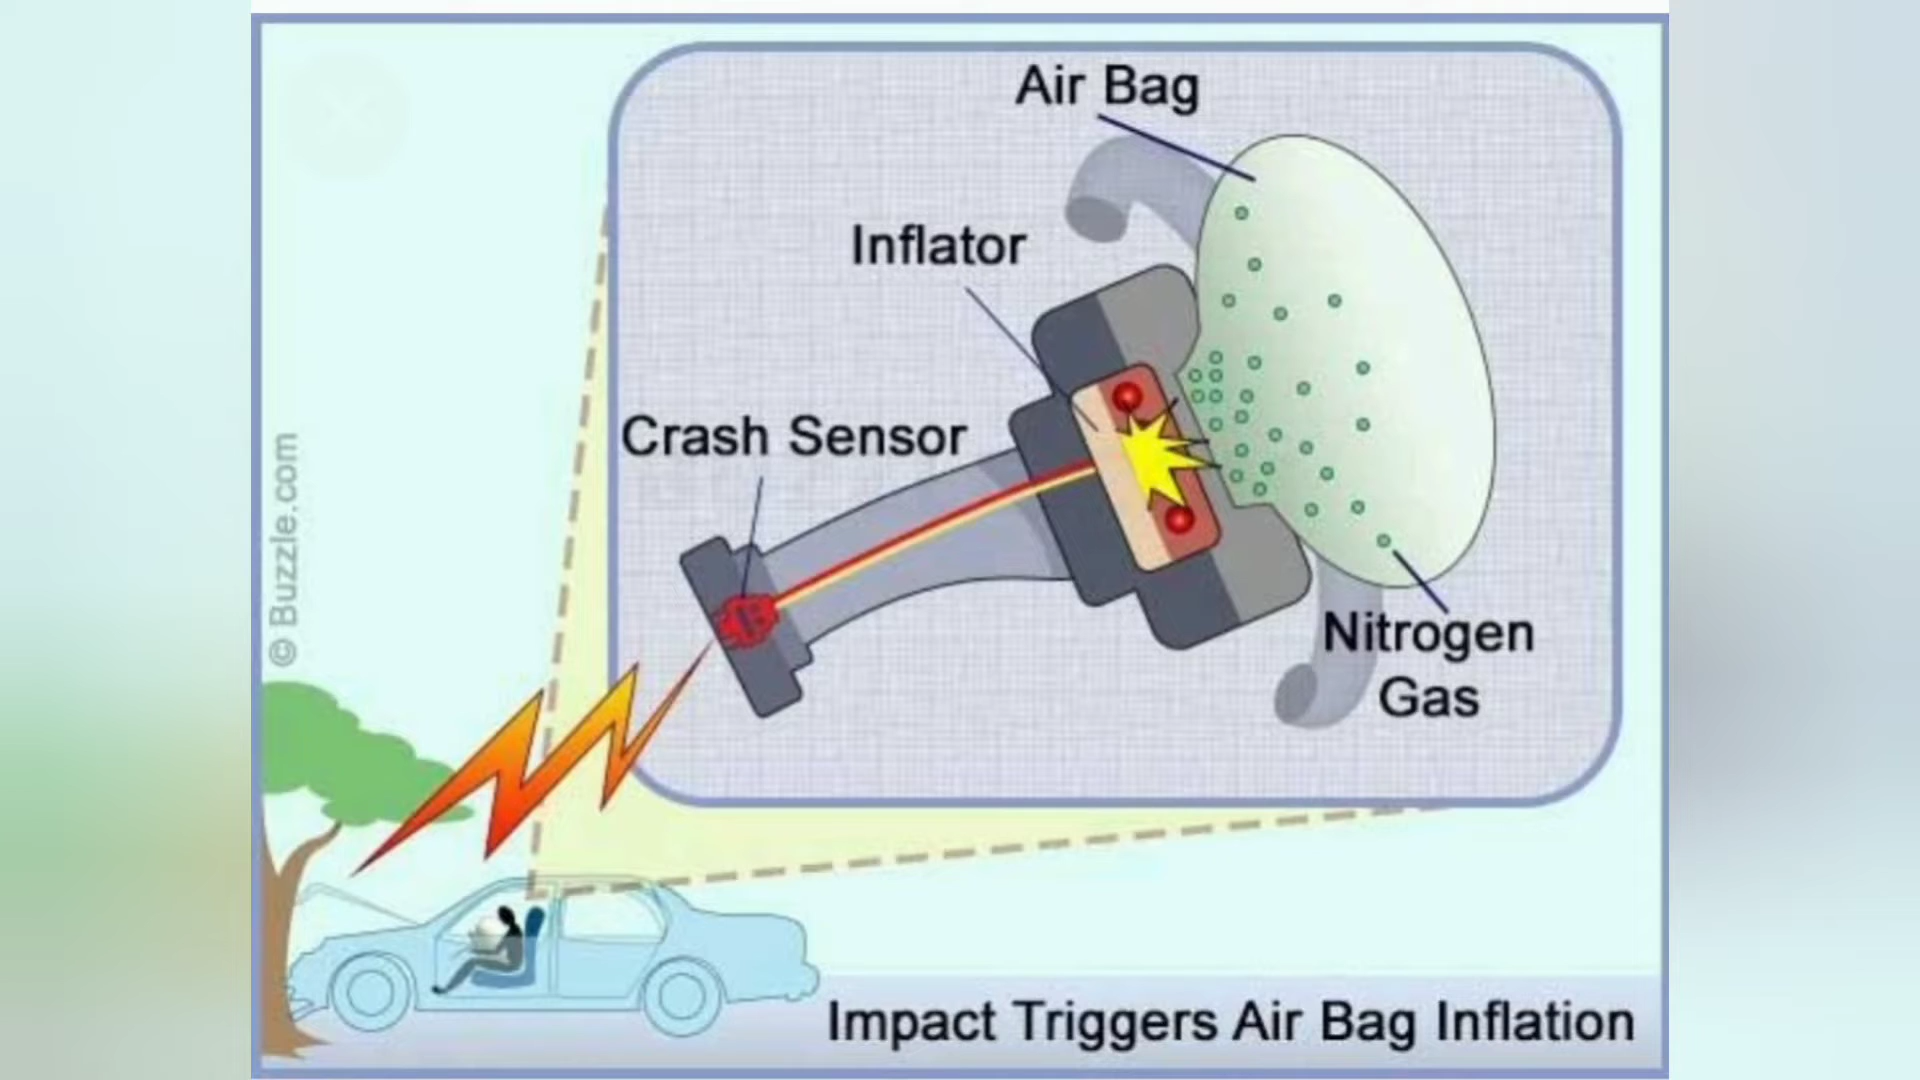 Air Bag
Inflator
Crash Sensor
Nitrogen
Gas
© Buzzle.com
Impact Triggers Air Bag Inflation